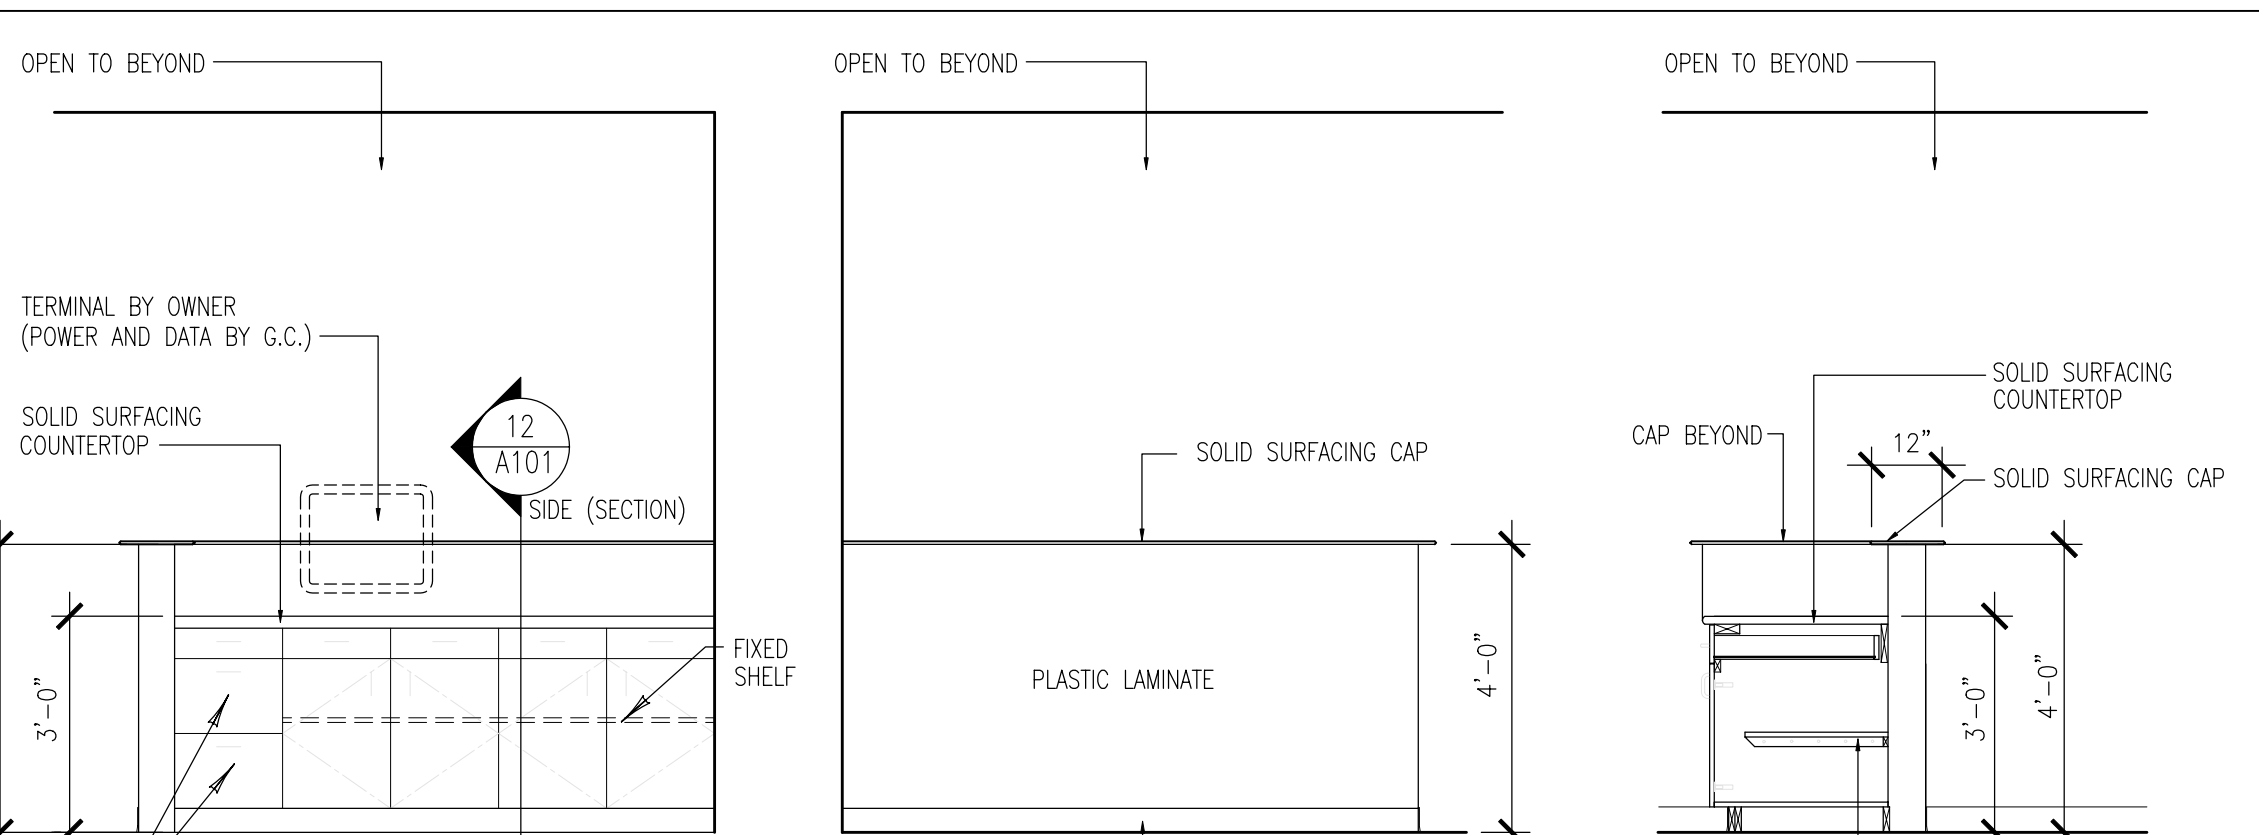 OPEN TO BEYOND
OPEN TO BEYOND
OPEN TO BEYOND
TERMINAL BY OWNER
(POWER AND DATA BY G.C.)
SOLID SURFACING
COUNTERTOP
12
A101
SIDE (SECTION)
FIXED
SHELF
3'-0"
SOLID SURFACING CAP
PLASTIC LAMINATE
4'-0"
SOLID SURFACING
COUNTERTOP
CAP BEYOND
12"
SOLID SURFACING CAP
3'-0"
4'-0"